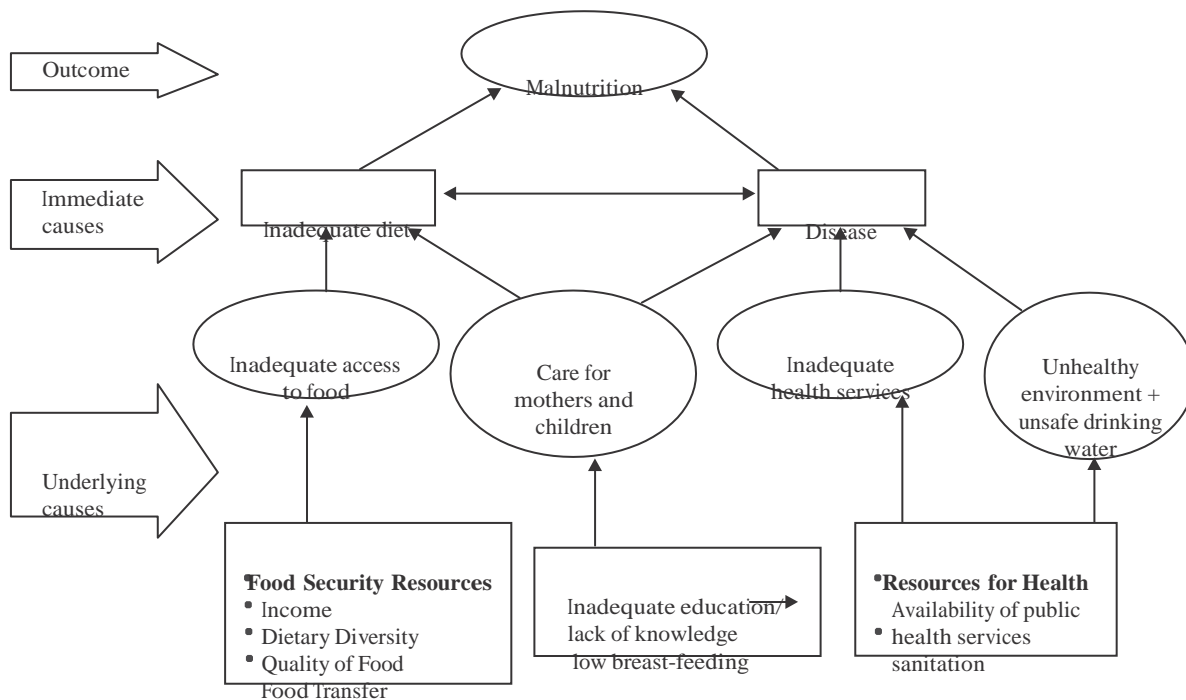 Outcome
Malnutrition
Immediate
causes
Inadequate diet
Disease
Inadequate access
to food
Care for
mothers and
children
Inadequate
health services
Unhealthy
environment +
unsafe drinking
water
Underlying
causes
Food Security Resources
• Income
• Dietary Diversity
• Quality of Food
Food Transfer
Inadequate education/
lack of knowledge
low breast-feeding
• Resources for Health
Availability of public
• health services
sanitation